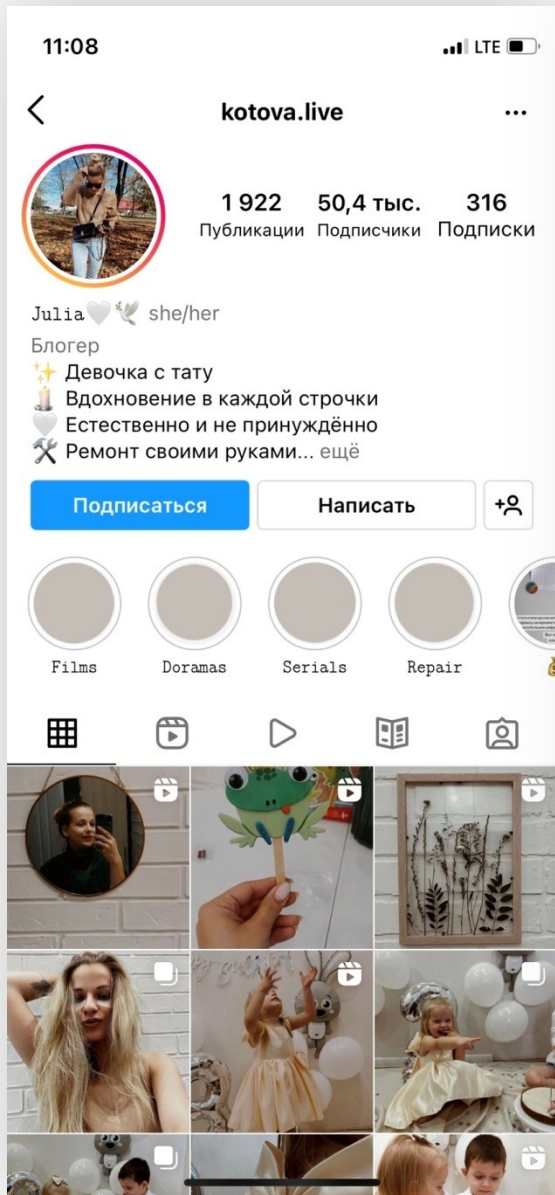 11:08 LTE
kotova.live
1 922 50,4 тыс. 316
Публикации Подписчики Подписки
Julia🤍🕊 she/her
Блогер
✨ Девочка с тату
🕯 Вдохновение в каждой строчки
🤍 Естественно и не принуждённо
🛠 Ремонт своими руками... ещё
Подписаться Написать
Films Doramas Serials Repair